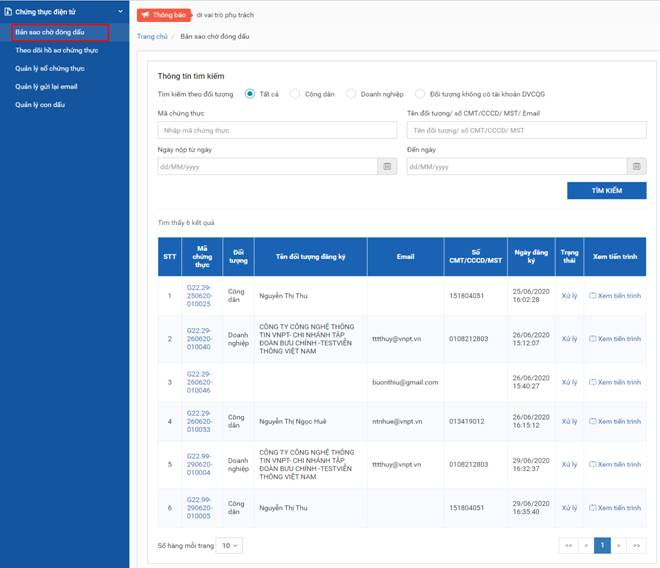 Chứng thực điện tử
Bản sao chờ đóng dấu
Theo dõi hồ sơ chứng thực
Quản lý sổ chứng thực
Quản lý gửi lại email
Quản lý con dấu
Thông báo
di vai trò phụ trách
Trang chủ / Bản sao chờ đóng dấu
Thông tin tìm kiếm
Tìm kiếm theo đối tượng Tất cả Công dân Doanh nghiệp Đối tượng không có tài khoản DVCQG
Mã chứng thực Tên đối tượng/ số CMT/CCCD/ MST/ Email
Nhập mã chứng thực Tên đối tượng/ số CMT/CCCD/ MST
Ngày nộp từ ngày Đến ngày
dd/MM/yyyy dd/MM/yyyy
TÌM KIẾM
Tìm thấy 6 kết quả
STT Mã chứng thực Đối tượng Tên đối tượng đăng ký Email Số CMT/CCCD/MST Ngày đăng ký Trạng thái Xem tiến trình
1 G22.29-250620-010025 Công dân Nguyễn Thị Thu 151804051 25/06/2020 16:02:28 Xử lý Xem tiến trình
2 G22.29-260620-010040 Doanh nghiệp CÔNG TY CÔNG NGHỆ THÔNG TIN VNPT- CHI NHÁNH TẬP ĐOÀN BƯU CHÍNH -TESTVIỄN THÔNG VIỆT NAM tttthuy@vnpt.vn 0108212803 26/06/2020 15:12:07 Xử lý Xem tiến trình
3 G22.29-260620-010046 buonthiu@gmail.com 26/06/2020 15:40:27 Xử lý Xem tiến trình
4 G22.29-260620-010053 Công dân Nguyễn Thị Ngọc Huê ntnhue@vnpt.vn 013419012 26/06/2020 16:15:12 Xử lý Xem tiến trình
5 G22.99-290620-010004 Doanh nghiệp CÔNG TY CÔNG NGHỆ THÔNG TIN VNPT- CHI NHÁNH TẬP ĐOÀN BƯU CHÍNH -TESTVIỄN THÔNG VIỆT NAM tttthuy@vnpt.vn 0108212803 29/06/2020 16:32:37 Xử lý Xem tiến trình
6 G22.99-290620-010005 Công dân Nguyễn Thị Thu 151804051 29/06/2020 16:35:40 Xử lý Xem tiến trình
Số hàng mỗi trang 10 << < 1 > >>